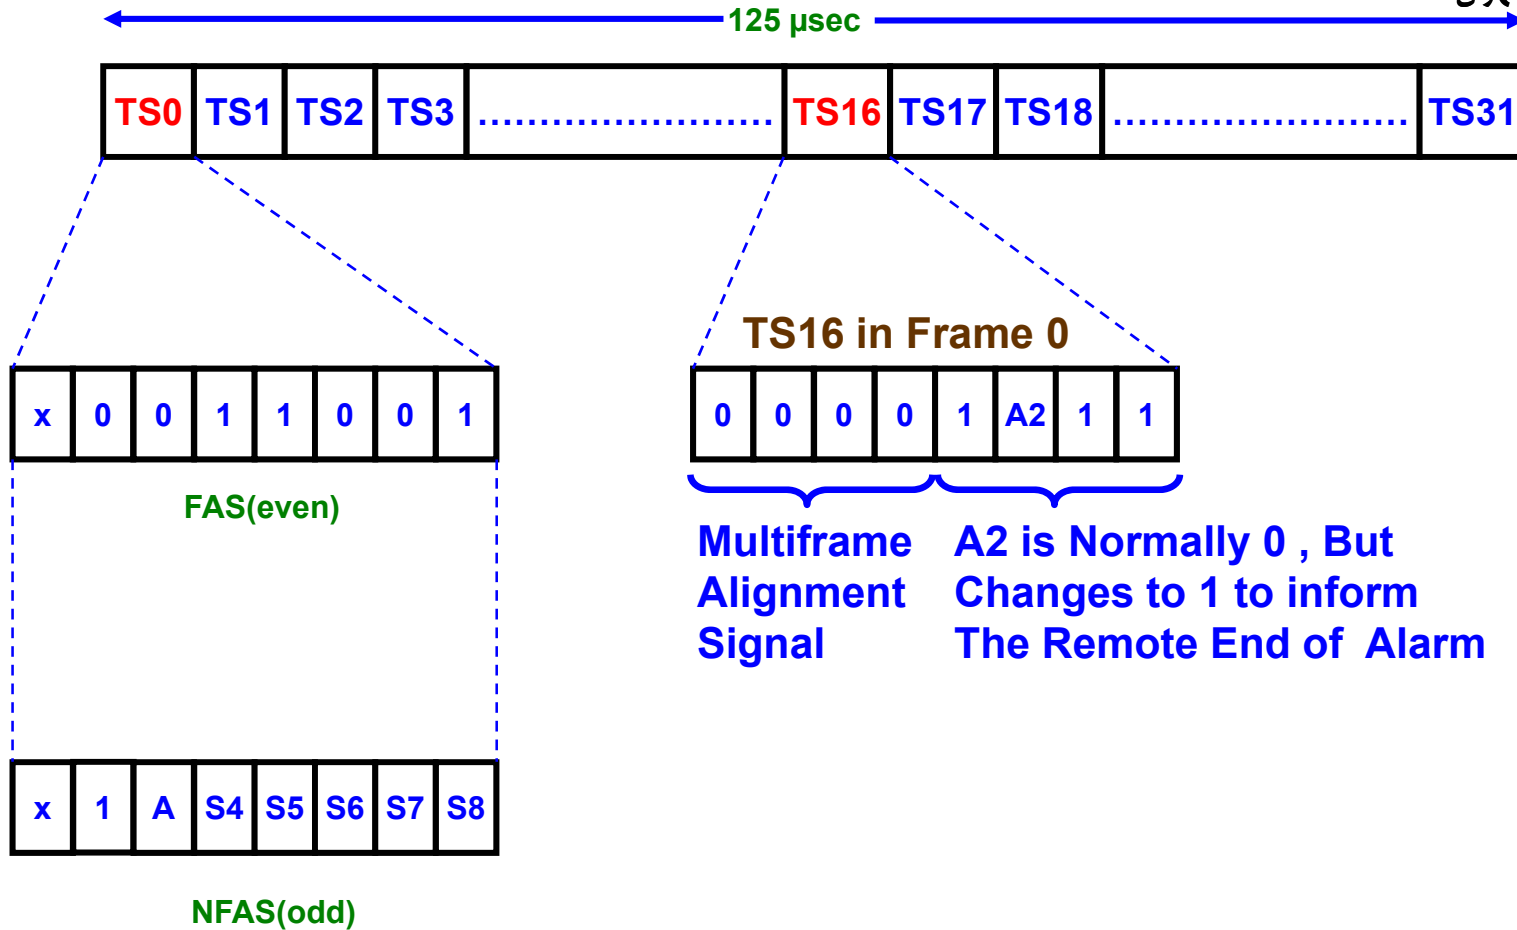 125 µsec
TS0 TS1 TS2 TS3 ........................ TS16 TS17 TS18 ........................ TS31
TS16 in Frame 0
x 0 0 1 1 0 0 1
0 0 0 0 1 A2 1 1
FAS(even)
Multiframe
Alignment
Signal
A2 is Normally 0 , But
Changes to 1 to inform
The Remote End of Alarm
x 1 A S4 S5 S6 S7 S8
NFAS(odd)